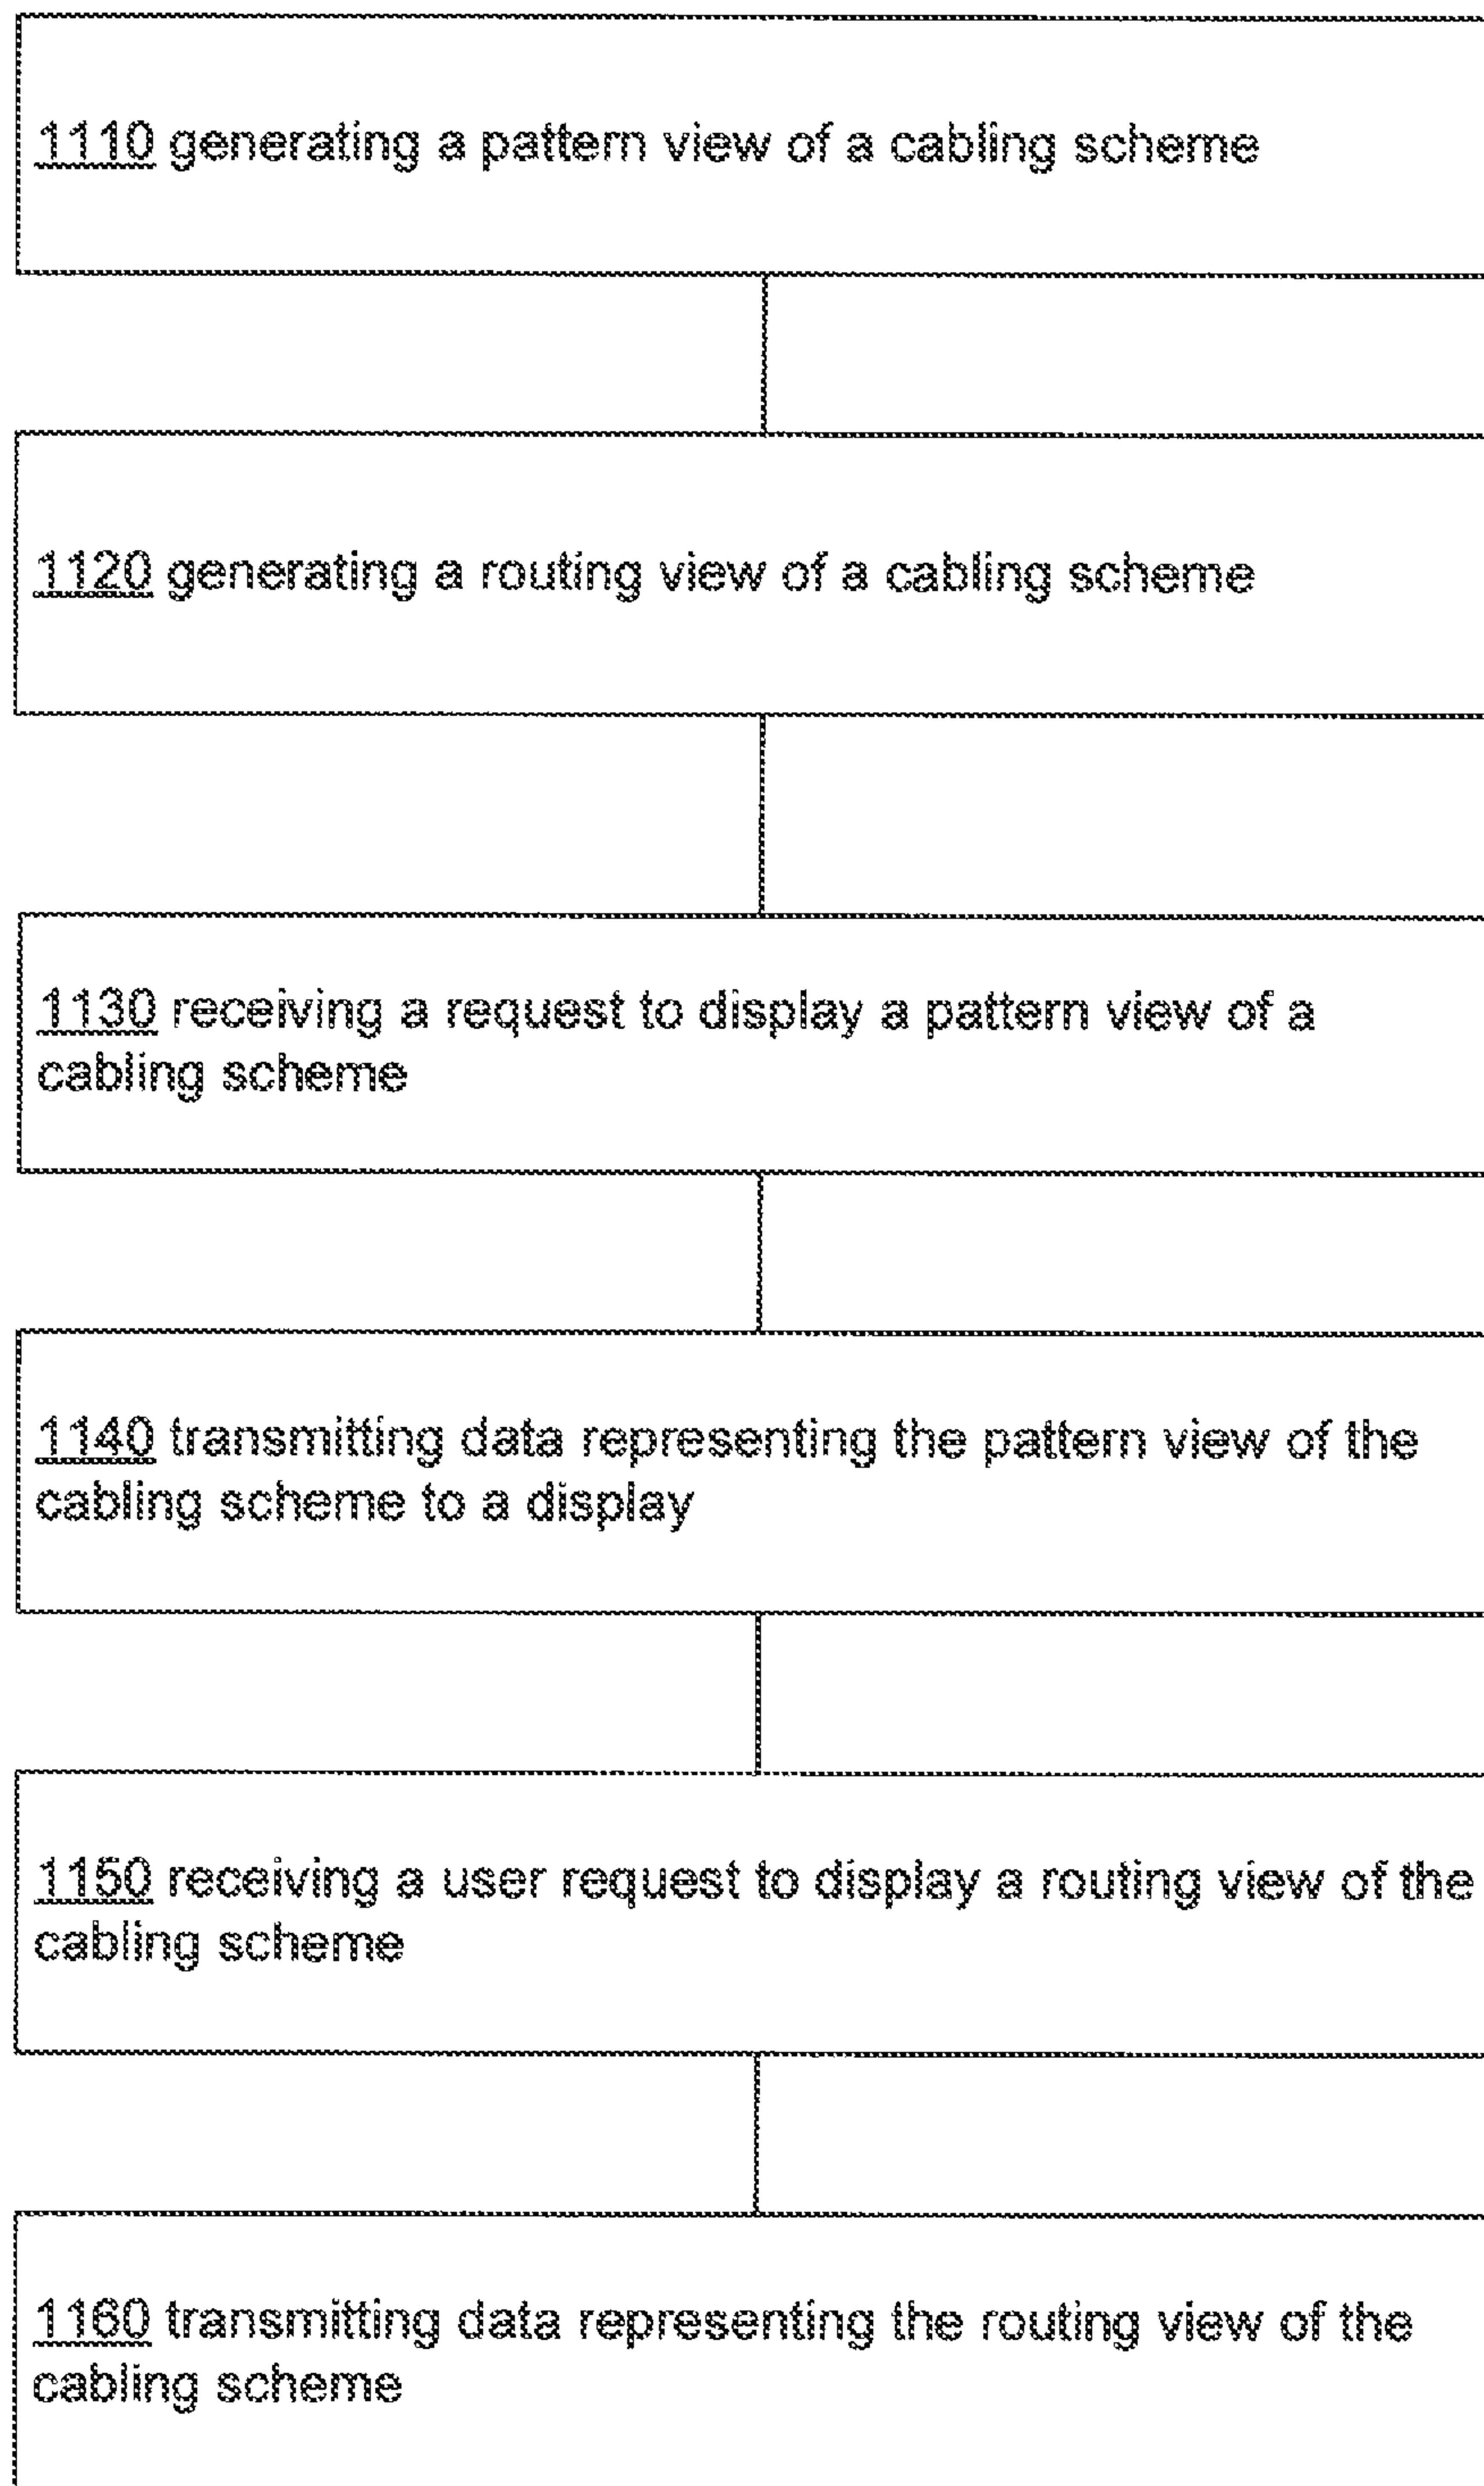 1110 generating a pattern view of a cabling scheme
1120 generating a routing view of a cabling scheme
1130 receiving a request to display a pattern view of a
cabling scheme
1140 transmitting data representing the pattern view of the
cabling scheme to a display
1150 receiving a user request to display a routing view of the
cabling scheme
1160 transmitting data representing the routing view of the
cabling scheme